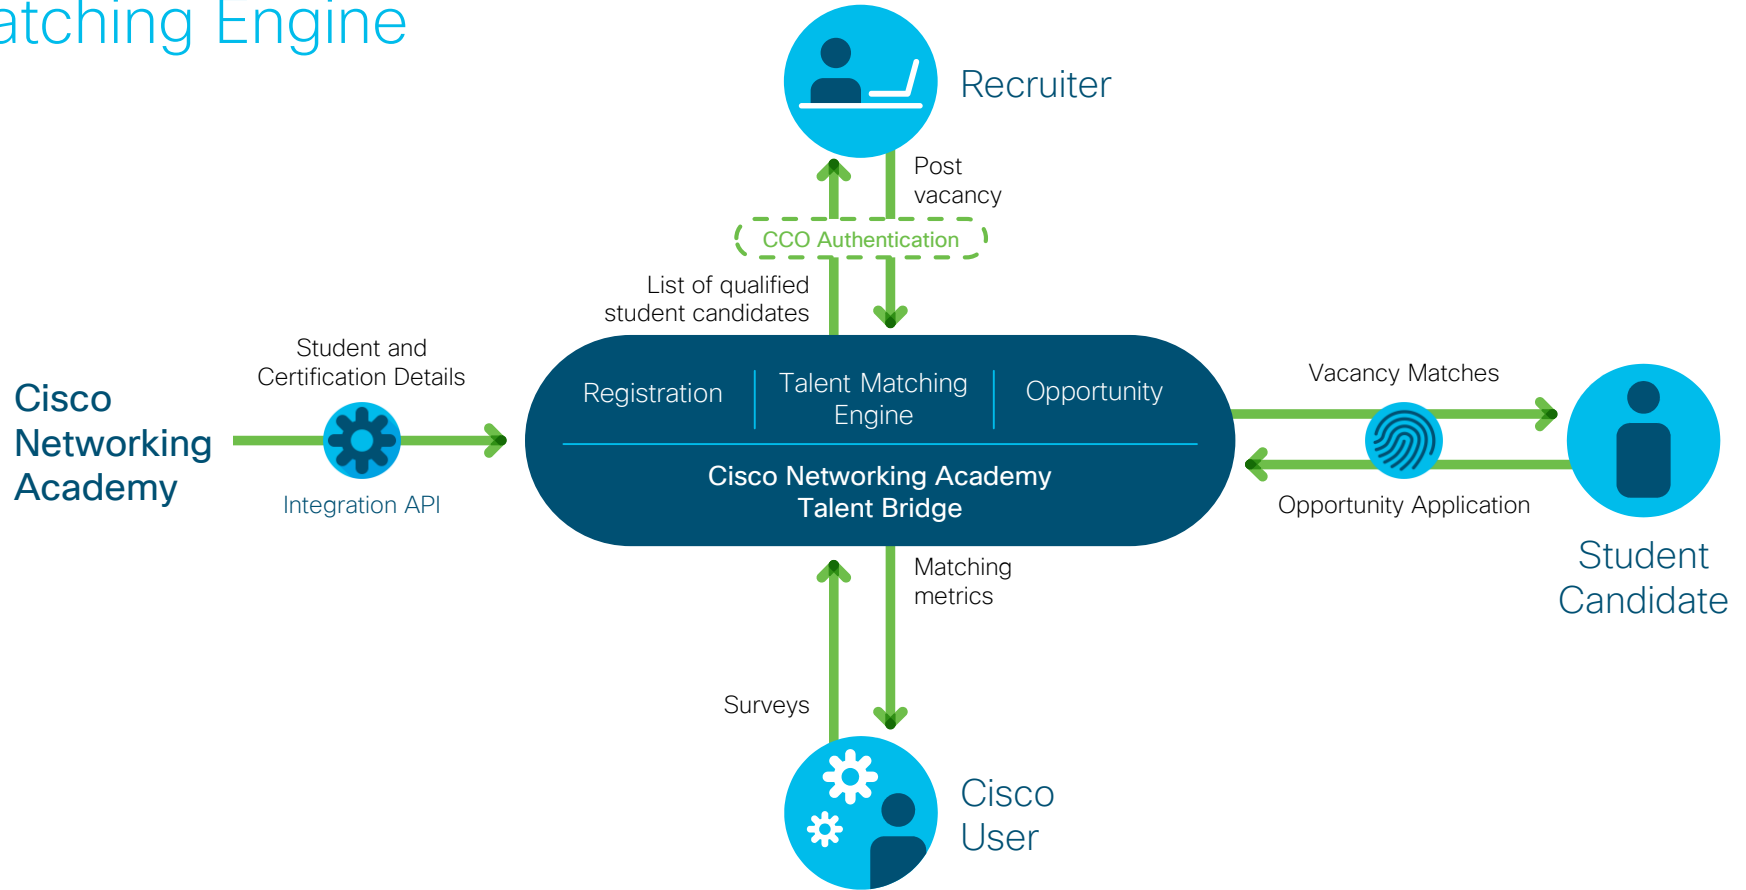 atching Engine
Recruiter
Post
vacancy
CCO Authentication
List of qualified
student candidates
Student and
Certification Details
Cisco
Networking
Academy
Integration API
Registration
Talent Matching
Engine
Opportunity
Cisco Networking Academy
Talent Bridge
Vacancy Matches
Opportunity Application
Student
Candidate
Matching
metrics
Surveys
Cisco
User